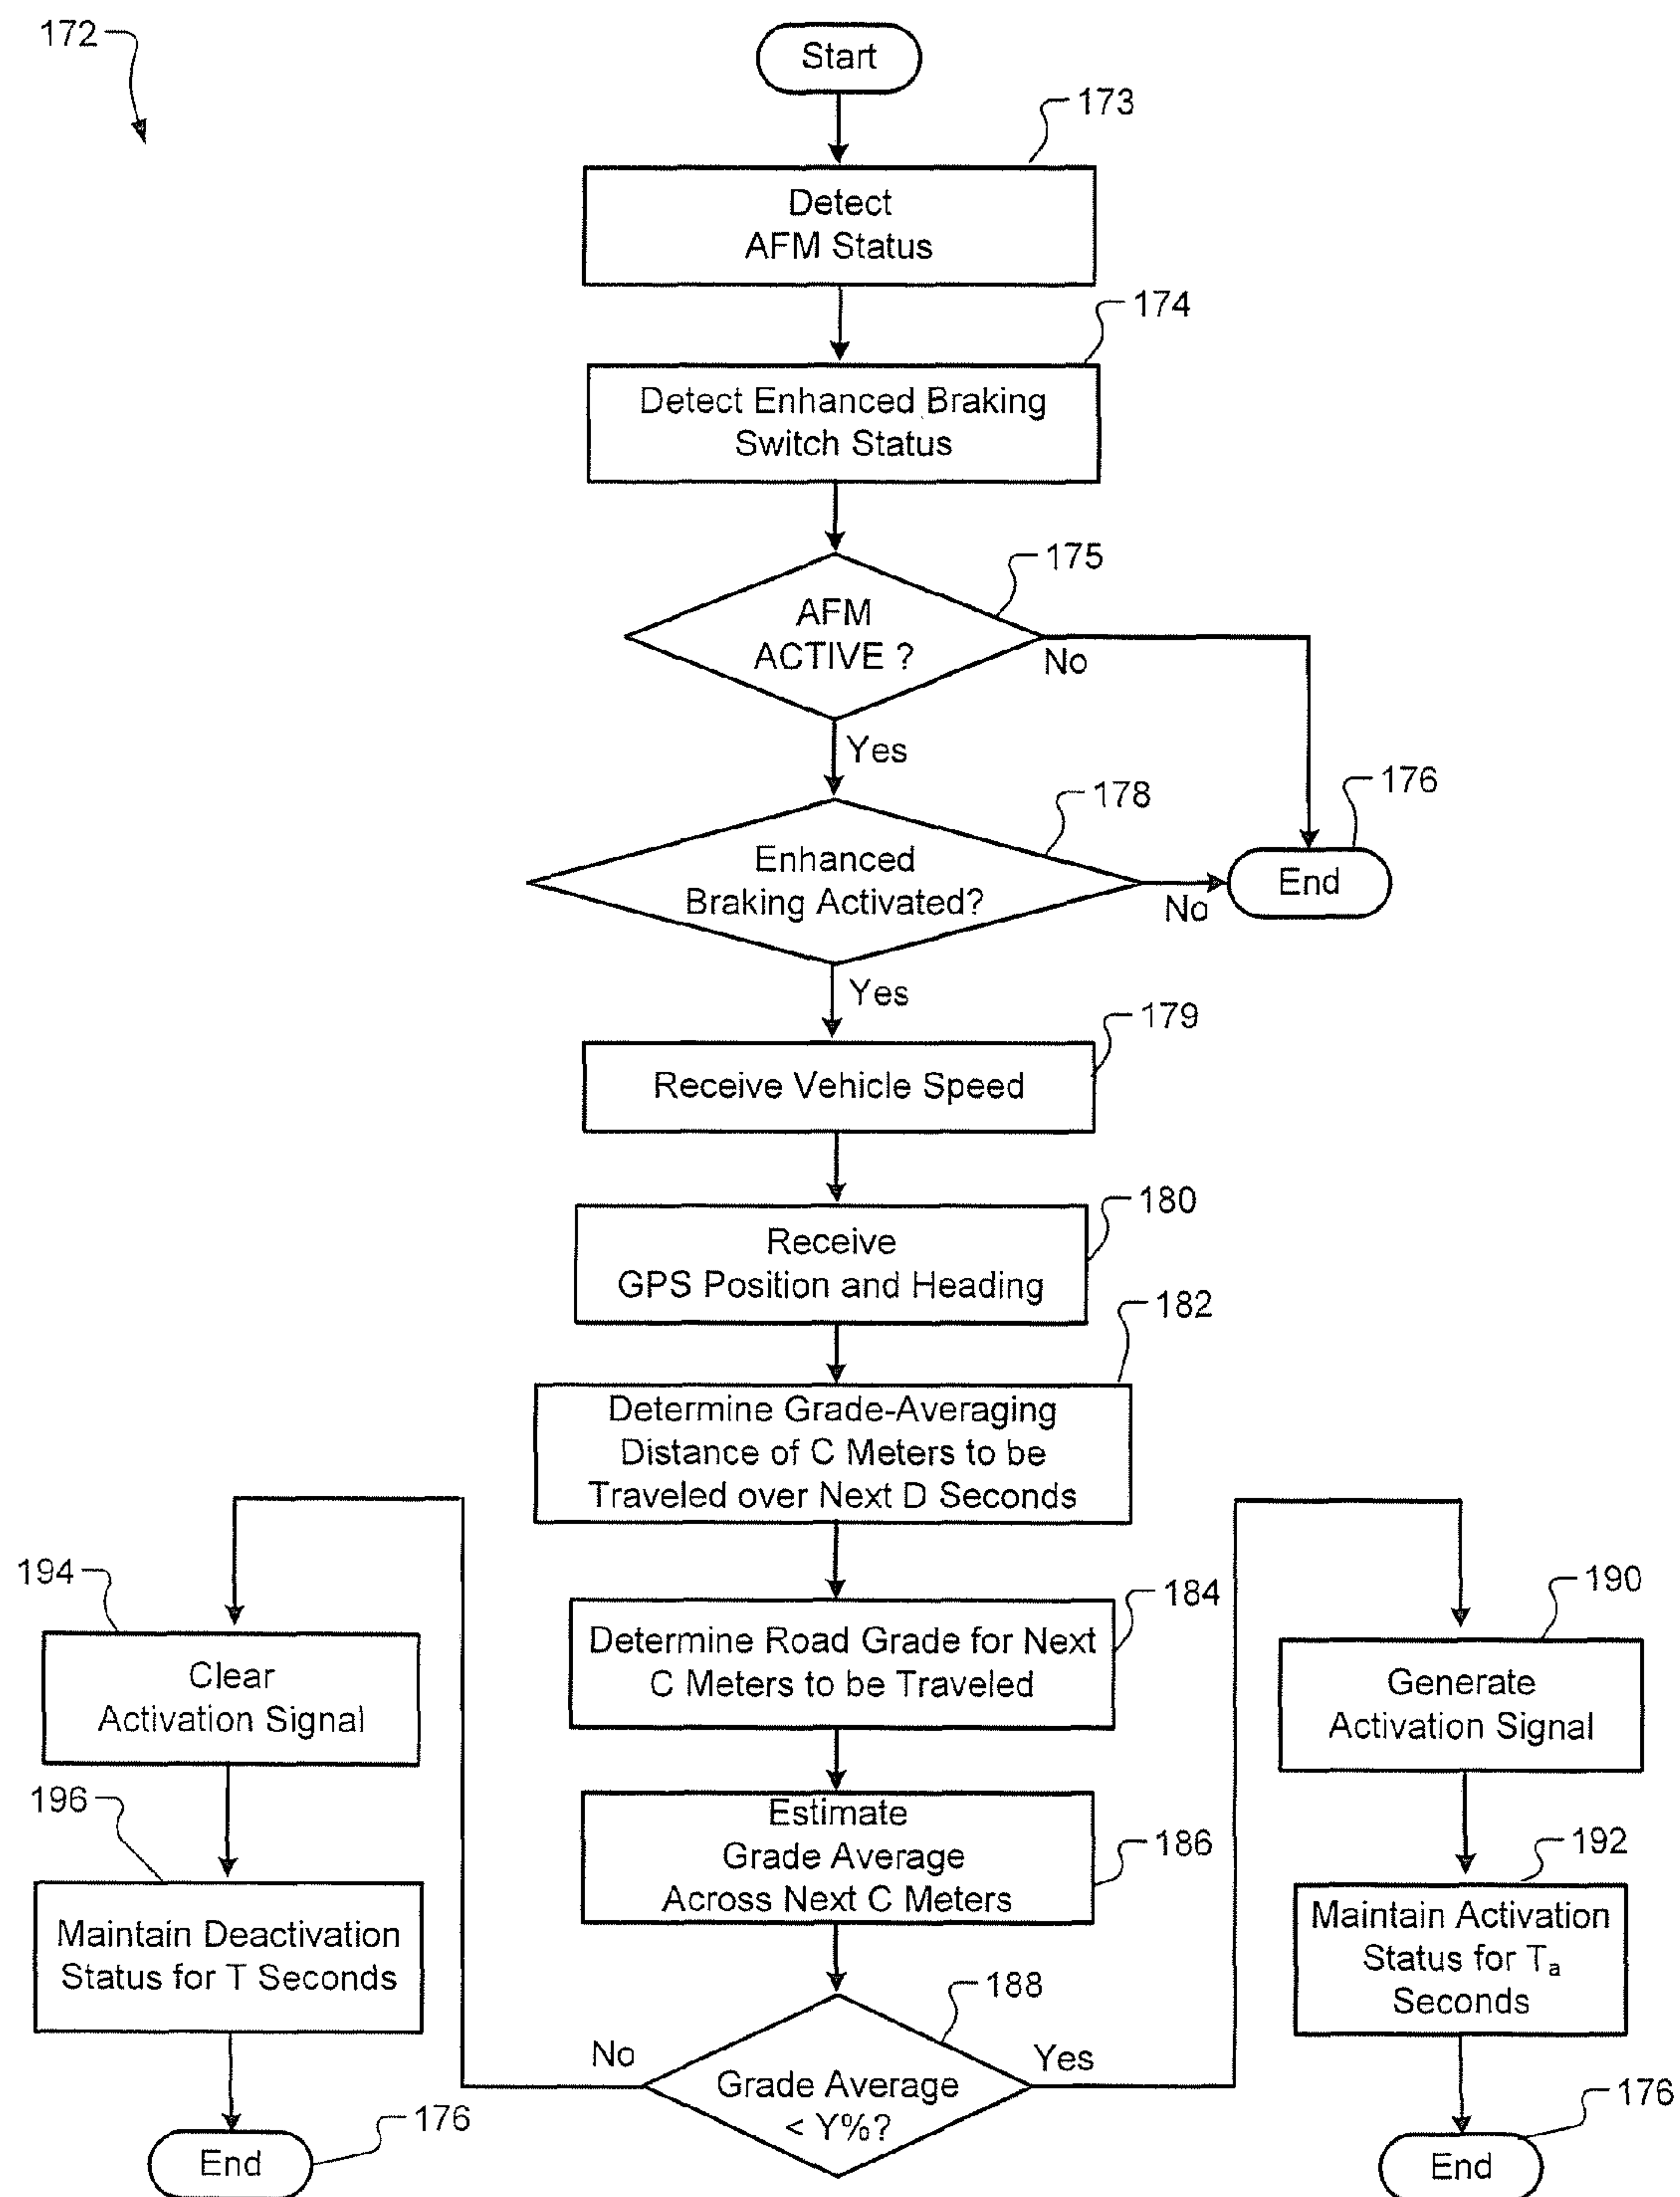 172
Start
173
Detect
AFM Status
174
Detect Enhanced Braking
Switch Status
175
AFM
ACTIVE ?
No
Yes
176
178
Enhanced
Braking Activated?
End
No
Yes
179
Receive Vehicle Speed
180
Receive
GPS Position and Heading
182
Determine Grade-Averaging
Distance of C Meters to be
Traveled over Next D Seconds
194
184
190
Clear
Activation Signal
Determine Road Grade for Next
C Meters to be Traveled
Generate
Activation Signal
196
186
192
Estimate
Grade Average
Across Next C Meters
Maintain Deactivation
Status for T Seconds
Maintain Activation
Status for Ta
Seconds
188
No
Yes
Grade Average
< Y%?
176
End
176
End